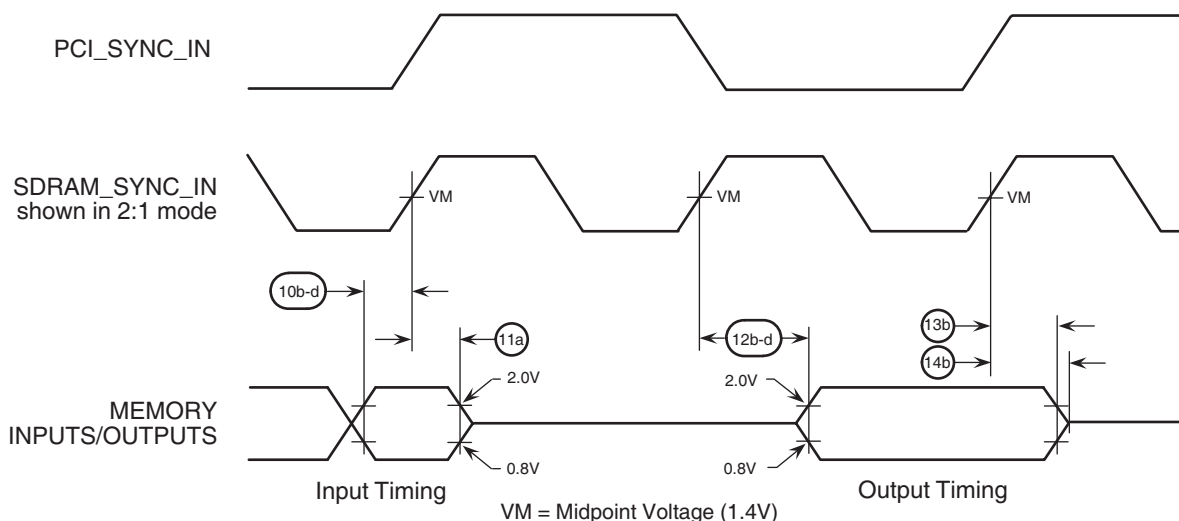 PCI_SYNC_IN
SDRAM_SYNC_IN
shown in 2:1 mode
VM
VM
VM
10b-d
11a
12b-d
13b
14b
MEMORY
INPUTS/OUTPUTS
2.0V
0.8V
2.0V
0.8V
Input Timing
Output Timing
VM = Midpoint Voltage (1.4V)